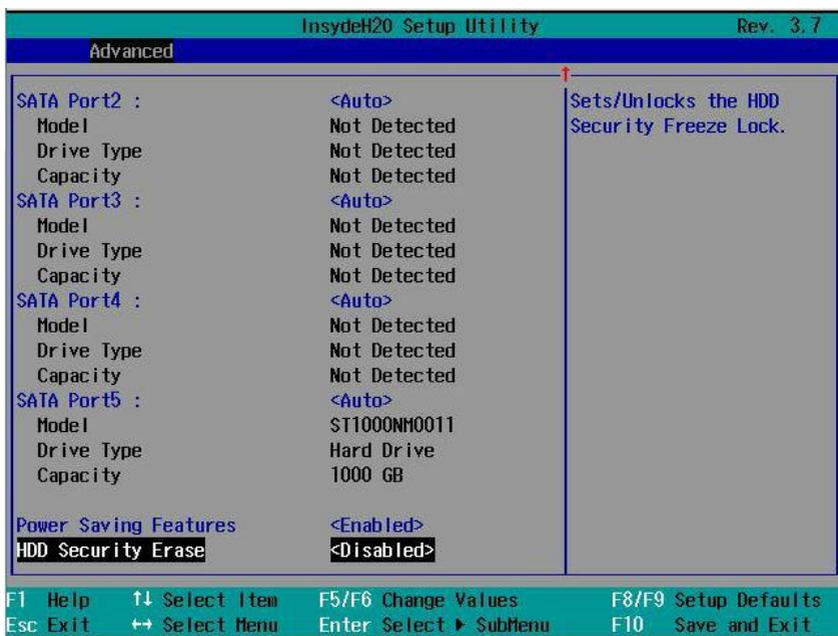 InsydeH20 Setup Utility Rev. 3.7
Advanced
SATA Port2 : <Auto> Sets/Unlocks the HDD
Model Not Detected Security Freeze Lock.
Drive Type Not Detected
Capacity Not Detected
SATA Port3 : <Auto>
Model Not Detected
Drive Type Not Detected
Capacity Not Detected
SATA Port4 : <Auto>
Model Not Detected
Drive Type Not Detected
Capacity Not Detected
SATA Port5 : <Auto>
Model ST1000NM0011
Drive Type Hard Drive
Capacity 1000 GB
Power Saving Features <Enabled>
HDD Security Erase <Disabled>
F1 Help ↑↓ Select Item F5/F6 Change Values F8/F9 Setup Defaults
Esc Exit ↔ Select Menu Enter Select ▶ SubMenu F10 Save and Exit